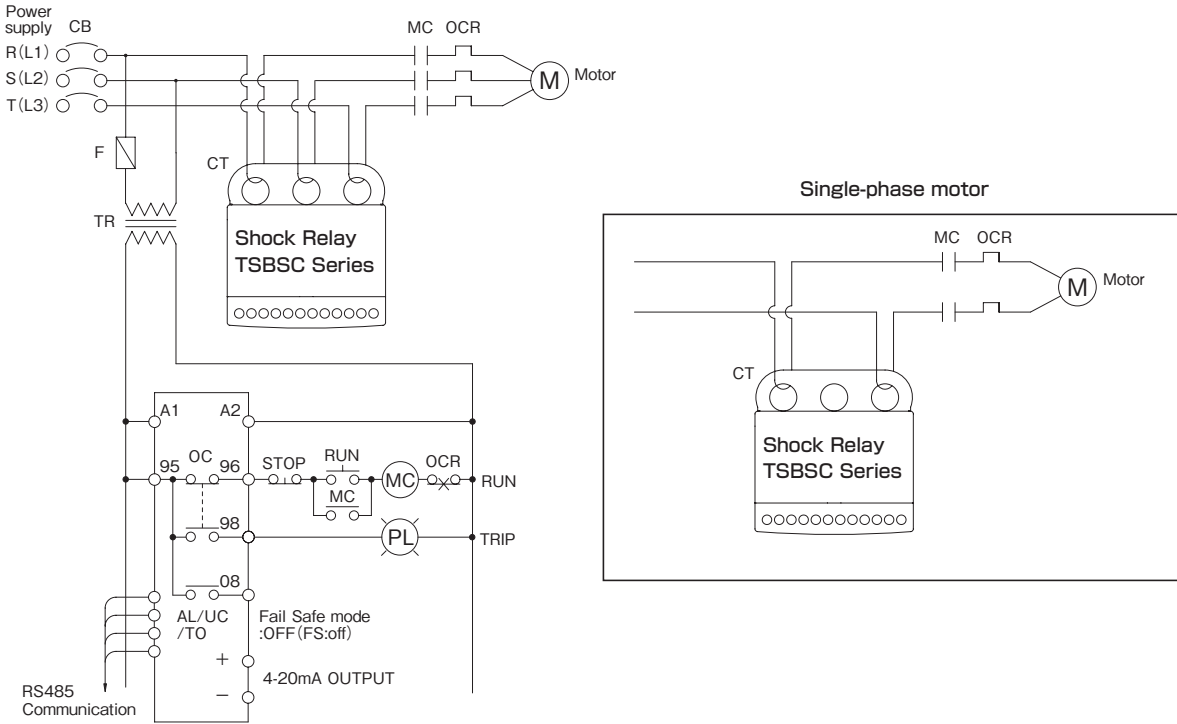 Power
supply CB
MC OCR
R(L1)
S(L2)
T(L3)
M Motor
F
CT
TR
Shock Relay
TSBSC Series
A1 A2
95 OC 96 STOP RUN MC OCR RUN
MC
98 PL TRIP
08
AL/UC
/TO
Fail Safe mode
:OFF(FS:off)
+
4-20mA OUTPUT
−
RS485
Communication
Single-phase motor
MC OCR
M Motor
CT
Shock Relay
TSBSC Series